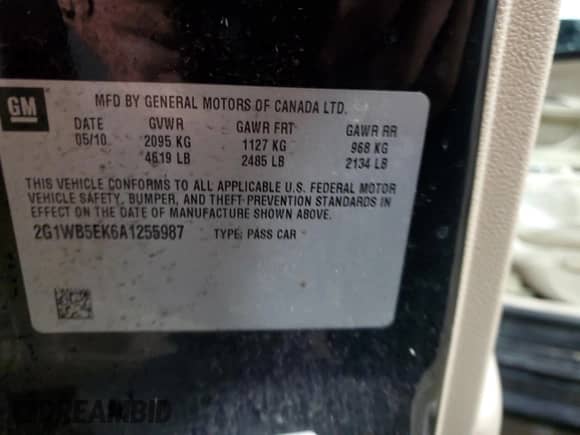 GM
MFD BY GENERAL MOTORS OF CANADA LTD.
DATE GVWR GAWR FRT GAWR RR
05/10 2095 KG 1127 KG 968 KG
4619 LB 2485 LB 2134 LB
THIS VEHICLE CONFORMS TO ALL APPLICABLE U.S. FEDERAL MOTOR
VEHICLE SAFETY, BUMPER, AND THEFT PREVENTION STANDARDS IN
EFFECT ON THE DATE OF MANUFACTURE SHOWN ABOVE.
2G1WB5EK6A1255987 TYPE: PASS CAR
DREAMBID